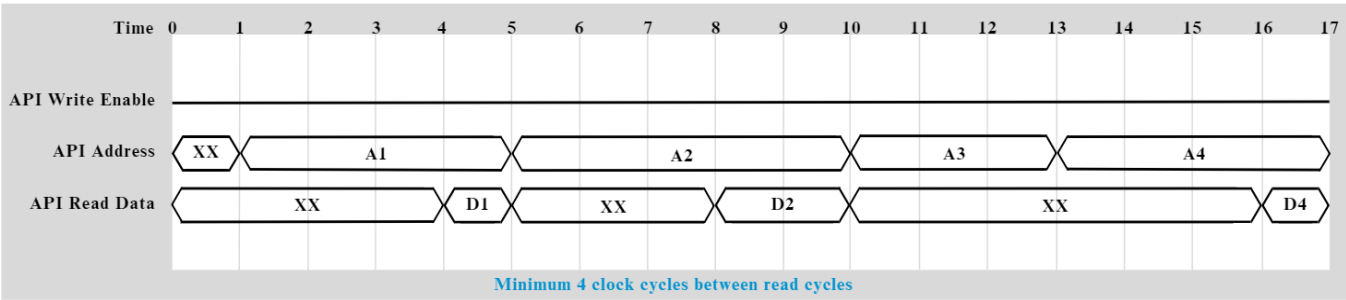 Time 0 1 2 3 4 5 6 7 8 9 10 11 12 13 14 15 16 17
API Write Enable
API Address XX A1 A2 A3 A4
API Read Data XX D1 XX D2 XX D4
Minimum 4 clock cycles between read cycles